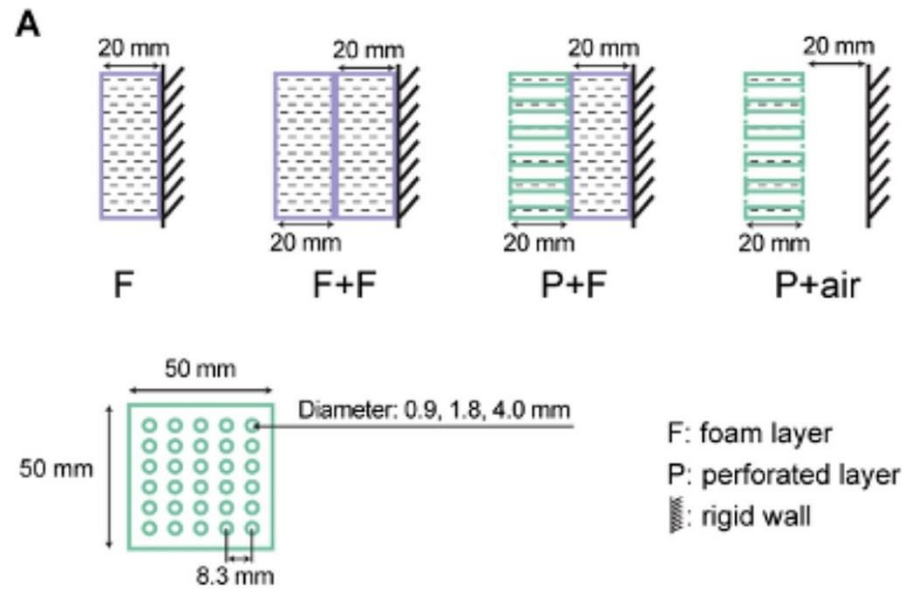 A
20 mm
20 mm
20 mm
20 mm
20 mm
20 mm
20 mm
F
F+F
P+F
P+air
50 mm
Diameter: 0.9, 1.8, 4.0 mm
50 mm
8.3 mm
F: foam layer
P: perforated layer
: rigid wall